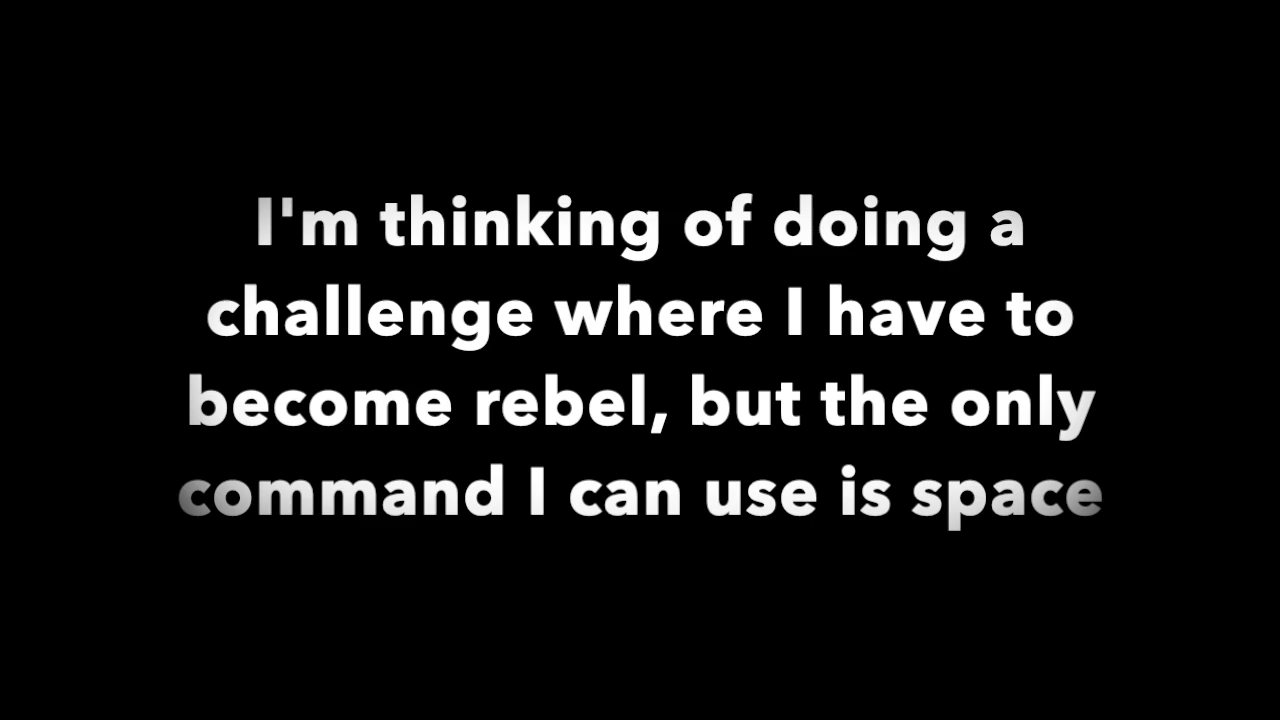 I'm thinking of doing a
challenge where I have to
become rebel, but the only
command I can use is space